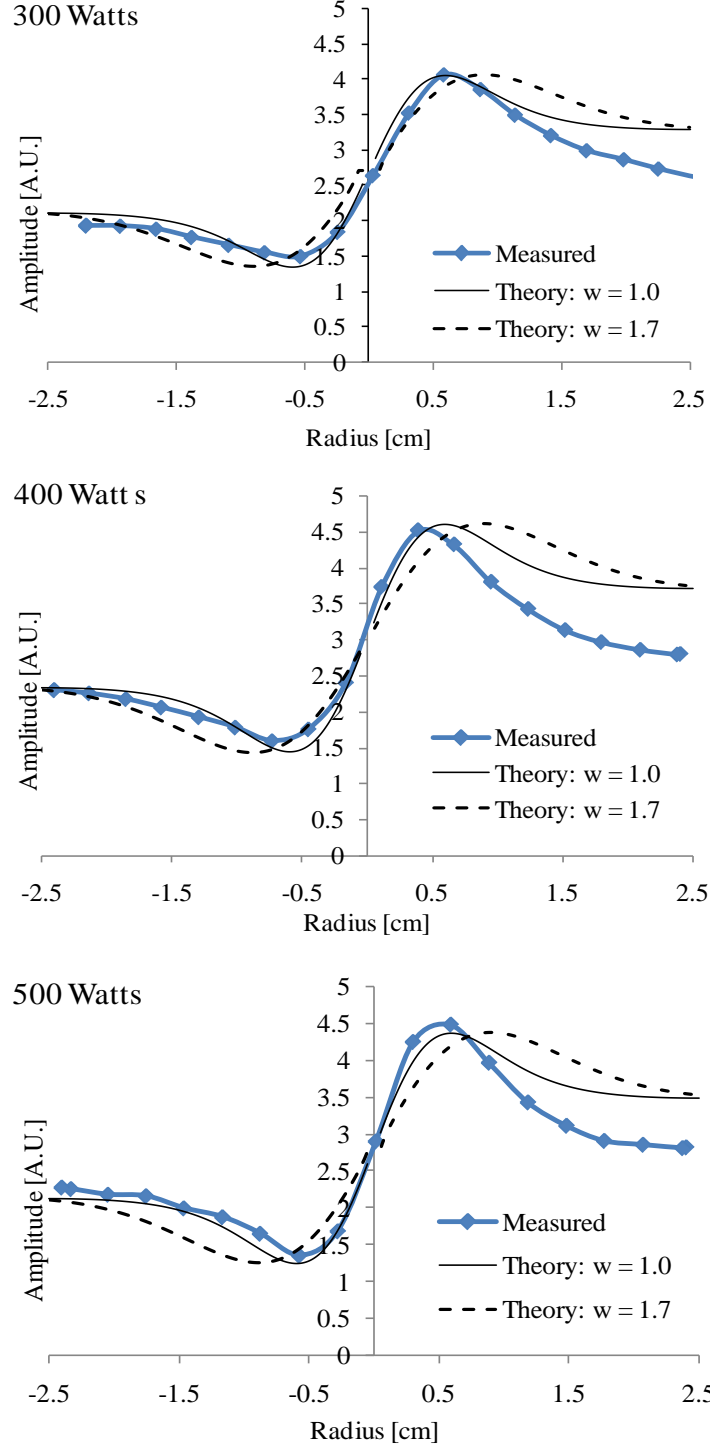 300 Watts
5
4.5
4
3.5
3
2.5
2
1.5
1
0.5
0
Amplitude [A.U.]
Measured
Theory: w = 1.0
Theory: w = 1.7
-2.5 -1.5 -0.5 0.5 1.5 2.5
Radius [cm]
400 Watt s
5
4.5
4
3.5
3
2.5
2
1.5
1
0.5
0
Amplitude [A.U.]
Measured
Theory: w = 1.0
Theory: w = 1.7
-2.5 -1.5 -0.5 0.5 1.5 2.5
Radius [cm]
500 Watts
5
4.5
4
3.5
3
2.5
2
1.5
1
0.5
0
Amplitude [A.U.]
Measured
Theory: w = 1.0
Theory: w = 1.7
-2.5 -1.5 -0.5 0.5 1.5 2.5
Radius [cm]